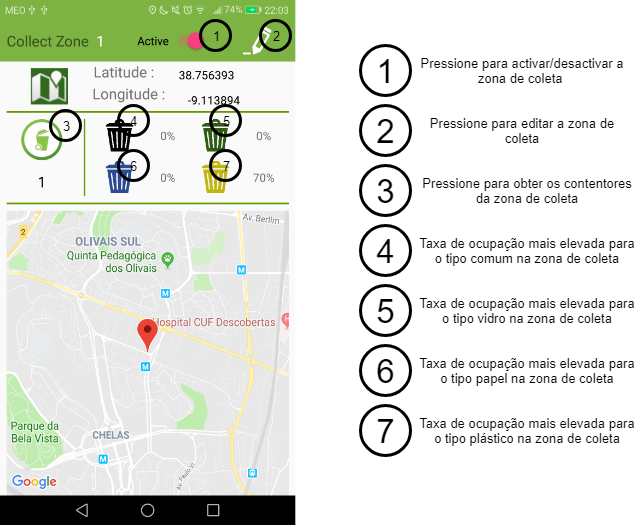 MEO 74% 22:03
Collect Zone 1 Active 1 2
Latitude : 38.756393
Longitude : -9.113894
3
1
4 0%
5 0%
6 0%
7 70%
Av. Berlim
2
OLIVAIS SUL
Quinta Pedagógica
dos Olivais
M
M
Hospital CUF Descobertas
H
M
Parque da
Bela Vista
CHELAS
M
Av. Paulo VI
Google
1 Pressione para activar/desactivar a
zona de coleta
2 Pressione para editar a zona de
coleta
3 Pressione para obter os contentores
da zona de coleta
4 Taxa de ocupação mais elevada para
o tipo comum na zona de coleta
5 Taxa de ocupação mais elevada para
o tipo vidro na zona de coleta
6 Taxa de ocupação mais elevada para
o tipo papel na zona de coleta
7 Taxa de ocupação mais elevada para
o tipo plástico na zona de coleta